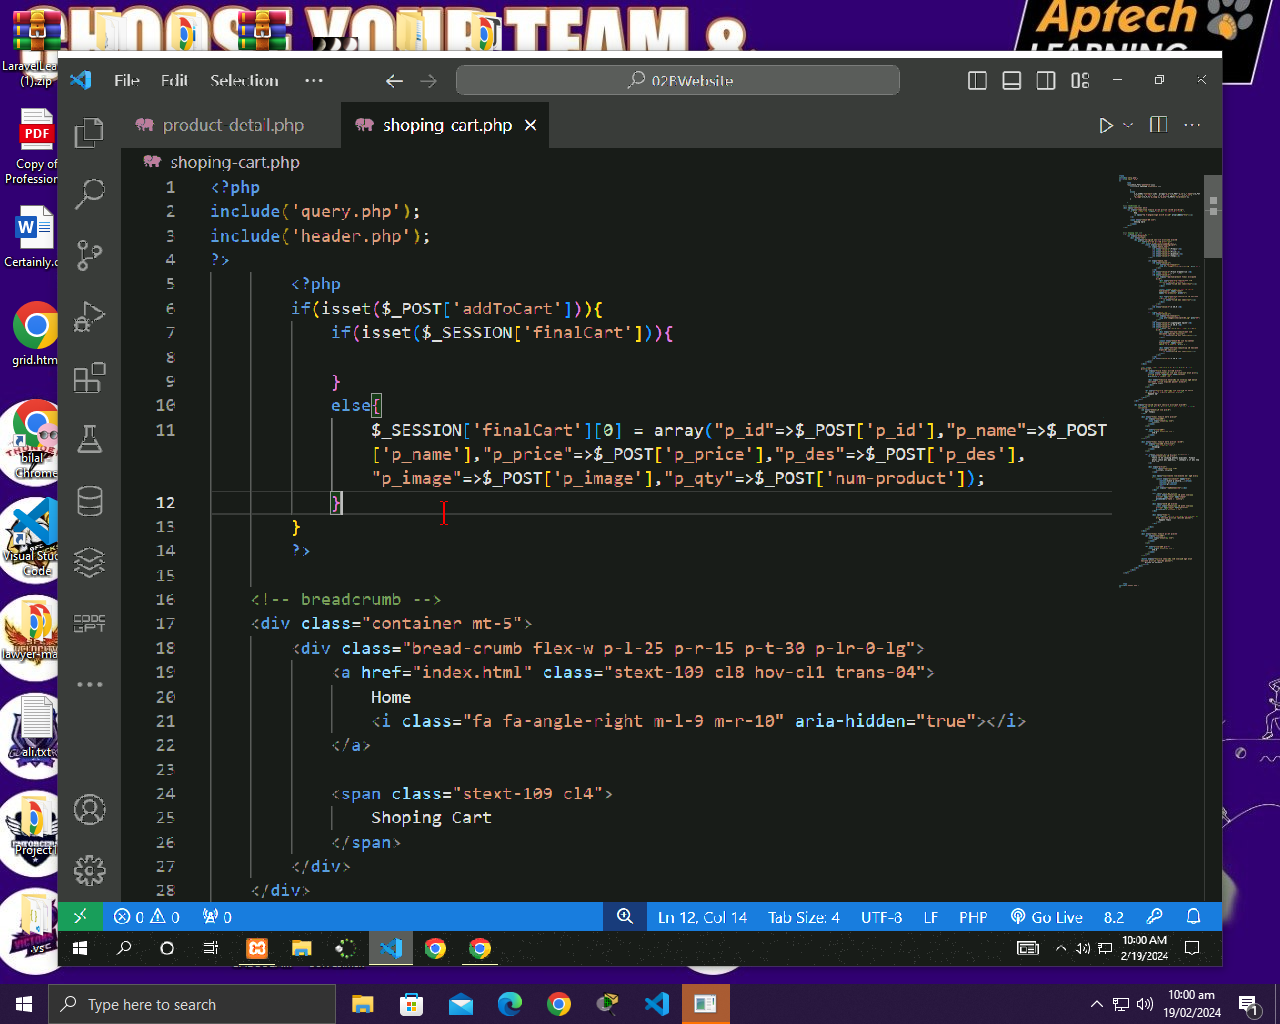 CHOOSE YOUR TEAM &
Aptech
LEARNING
LaravelLea
(1).zip
PDF
Copy of
Profession
Certainly.d
grid.htm
bilal -
Chrome
Visual Stud
Code
lawyer-ma
ali.txt
Project1
.vsc
File Edit Selection ···
02BWebsite
product-detail.php
shoping-cart.php
shoping-cart.php
1 <?php
2 include('query.php');
3 include('header.php');
4 ?>
5 <?php
6 if(isset($_POST['addToCart'])){
7 if(isset($_SESSION['finalCart'])){
8
9 }
10 else{
11 $_SESSION['finalCart'][0] = array("p_id"=>$_POST['p_id'],"p_name"=>$_POST
['p_name'],"p_price"=>$_POST['p_price'],"p_des"=>$_POST['p_des'],
"p_image"=>$_POST['p_image'],"p_qty"=>$_POST['num-product']);
12 }
13 }
14 ?>
15
16 <!-- breadcrumb -->
17 <div class="container mt-5">
18 <div class="bread-crumb flex-w p-l-25 p-r-15 p-t-30 p-lr-0-lg">
19 <a href="index.html" class="stext-109 cl8 hov-cl1 trans-04">
20 Home
21 <i class="fa fa-angle-right m-l-9 m-r-10" aria-hidden="true"></i>
22 </a>
23
24 <span class="stext-109 cl4">
25 Shoping Cart
26 </span>
27 </div>
28 </div>
0 0 0
Ln 12, Col 14 Tab Size: 4 UTF-8 LF PHP Go Live 8.2
10:00 AM
2/19/2024
Type here to search
10:00 am
19/02/2024
1